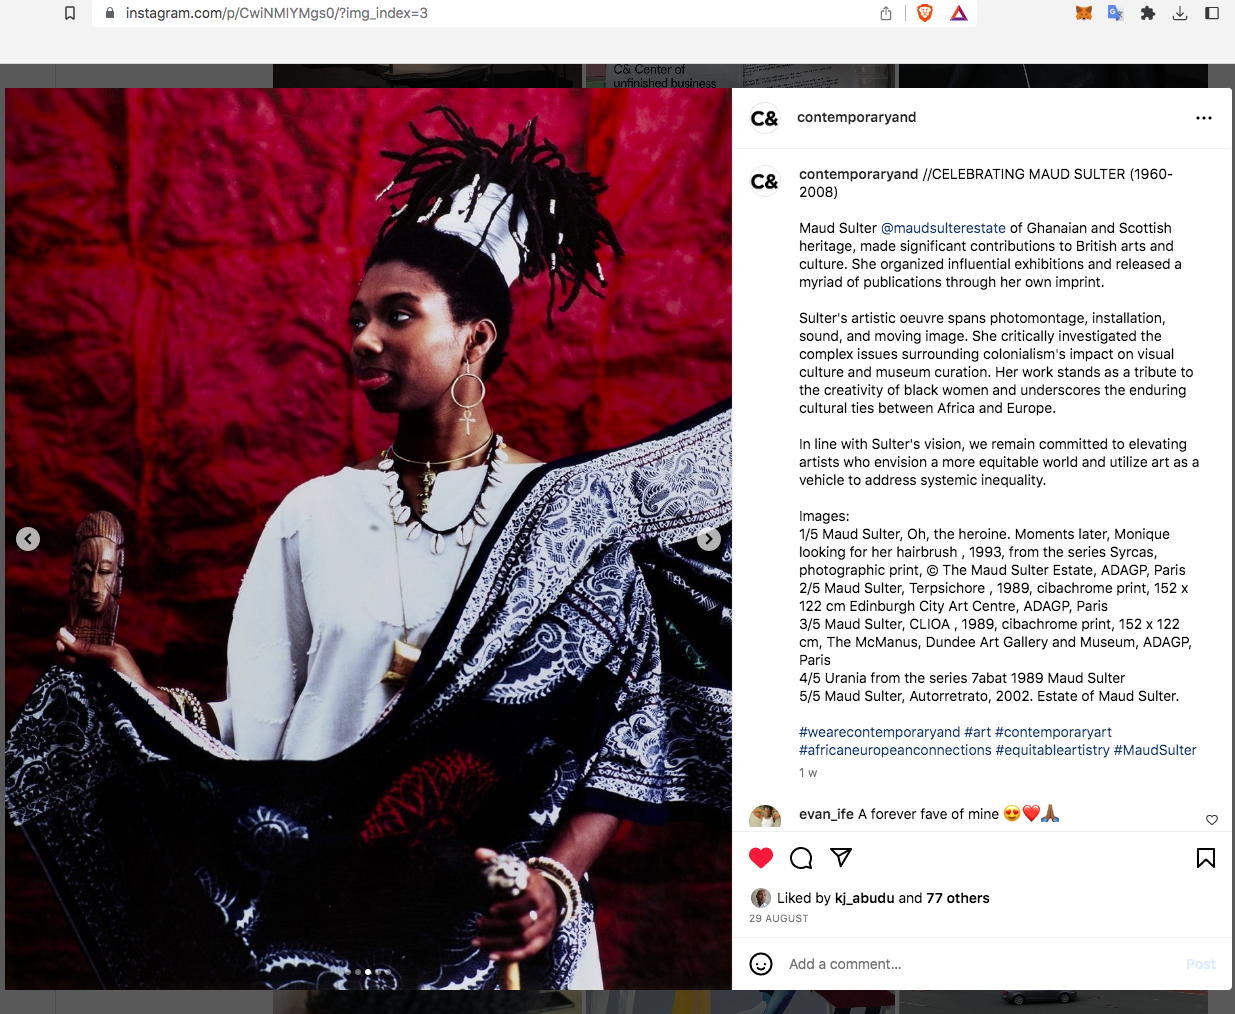 instagram.com/p/CwiNMIYMgs0/?img_index=3
C& Center of
unfinished business
C& contemporaryand
C& contemporaryand //CELEBRATING MAUD SULTER (1960-
2008)
Maud Sulter @maudsulterestate of Ghanaian and Scottish
heritage, made significant contributions to British arts and
culture. She organized influential exhibitions and released a
myriad of publications through her own imprint.
Sulter's artistic oeuvre spans photomontage, installation,
sound, and moving image. She critically investigated the
complex issues surrounding colonialism's impact on visual
culture and museum curation. Her work stands as a tribute to
the creativity of black women and underscores the enduring
cultural ties between Africa and Europe.
In line with Sulter's vision, we remain committed to elevating
artists who envision a more equitable world and utilize art as a
vehicle to address systemic inequality.
Images:
1/5 Maud Sulter, Oh, the heroine. Moments later, Monique
looking for her hairbrush , 1993, from the series Syrcas,
photographic print, © The Maud Sulter Estate, ADAGP, Paris
2/5 Maud Sulter, Terpsichore , 1989, cibachrome print, 152 x
122 cm Edinburgh City Art Centre, ADAGP, Paris
3/5 Maud Sulter, CLIOA , 1989, cibachrome print, 152 x 122
cm, The McManus, Dundee Art Gallery and Museum, ADAGP,
Paris
4/5 Urania from the series 7abat 1989 Maud Sulter
5/5 Maud Sulter, Autorretrato, 2002. Estate of Maud Sulter.
#wearecontemporaryand #art #contemporaryart
#africaneuropeanconnections #equitableartistry #MaudSulter
1 w
evan_ife A forever fave of mine 😍❤️🙏🏾
Liked by kj_abudu and 77 others
29 AUGUST
Add a comment... Post